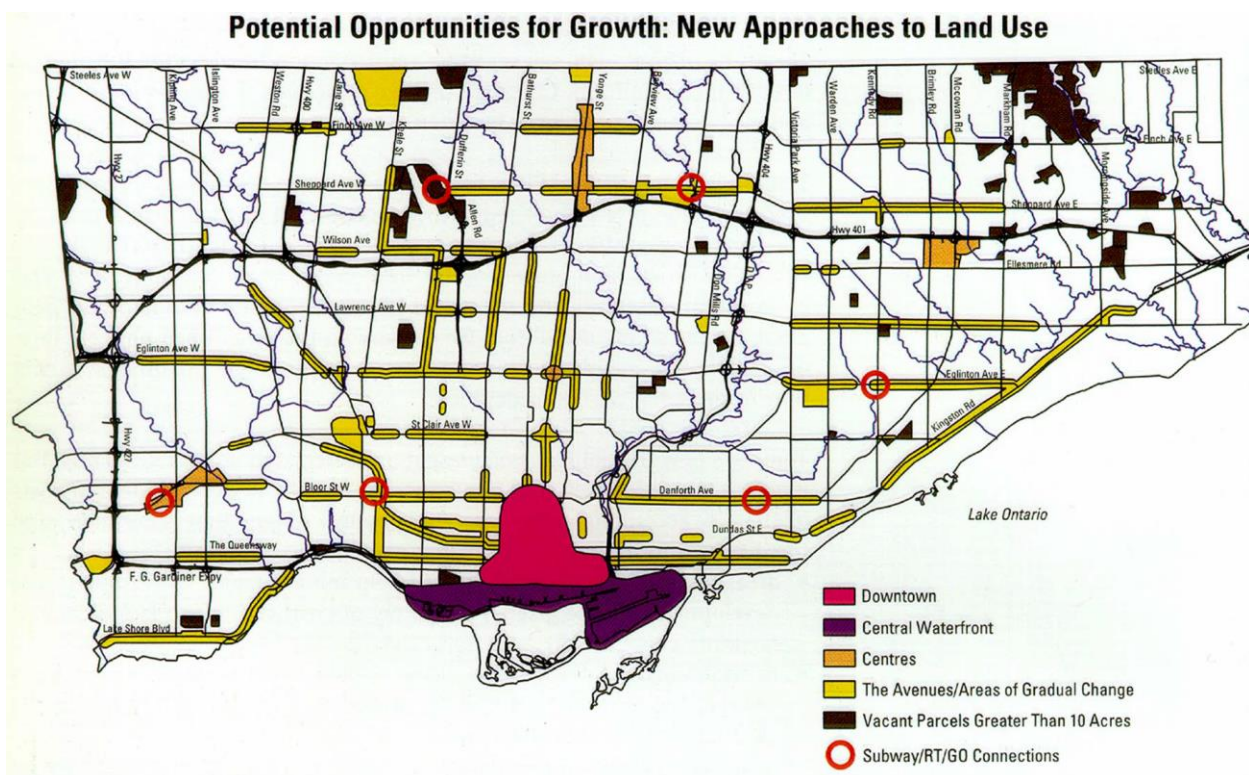 Potential Opportunities for Growth: New Approaches to Land Use
Steeles Ave W
Kipling Ave
Islington Ave
Weston Rd
Hwy 400
Jane St
Keele St
Dufferin St
Bathurst St
Yonge St
Bayview Ave
Hwy 404
Victoria Park Ave
Warden Ave
Kennedy Rd
Brimley Rd
Mccowan Rd
Markham Rd
Morningside Ave
Steeles Ave E
Finch Ave W
Finch Ave E
Hwy 27
Sheppard Ave W
Allen Rd
Sheppard Ave E
Wilson Ave
Hwy 401
Ellesmere Rd
Don Mills Rd
D.V.P.
Lawrence Ave W
Eglinton Ave W
Eglinton Ave E
Kingston Rd
St Clair Ave W
Hwy 427
Bloor St W
Danforth Ave
Dundas St E
Lake Ontario
The Queensway
F. G. Gardiner Expy
Lake Shore Blvd
Downtown
Central Waterfront
Centres
The Avenues/Areas of Gradual Change
Vacant Parcels Greater Than 10 Acres
Subway/RT/GO Connections